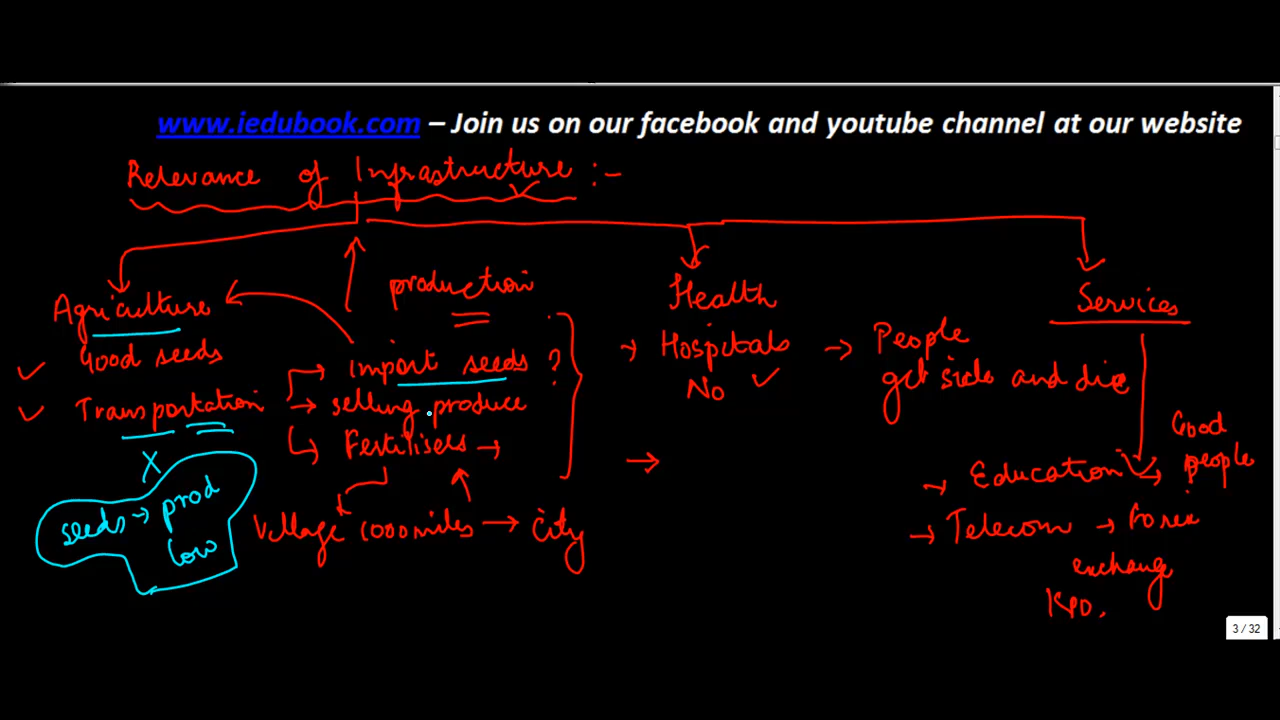 www.iedubook.com – Join us on our facebook and youtube channel at our website
Relevance of Infrastructure :-
Agriculture
Good seeds
Transportation
X
seeds → prod
low
production
Import seeds ?
→ selling produce
Fertilisers →
Village 1000 miles → City
Health
→ Hospitals
No ✓
→ People
get sick and die
→
Services
→ Education → Good
people
→ Telecom → Forex
exchange
KPO.
3 / 32